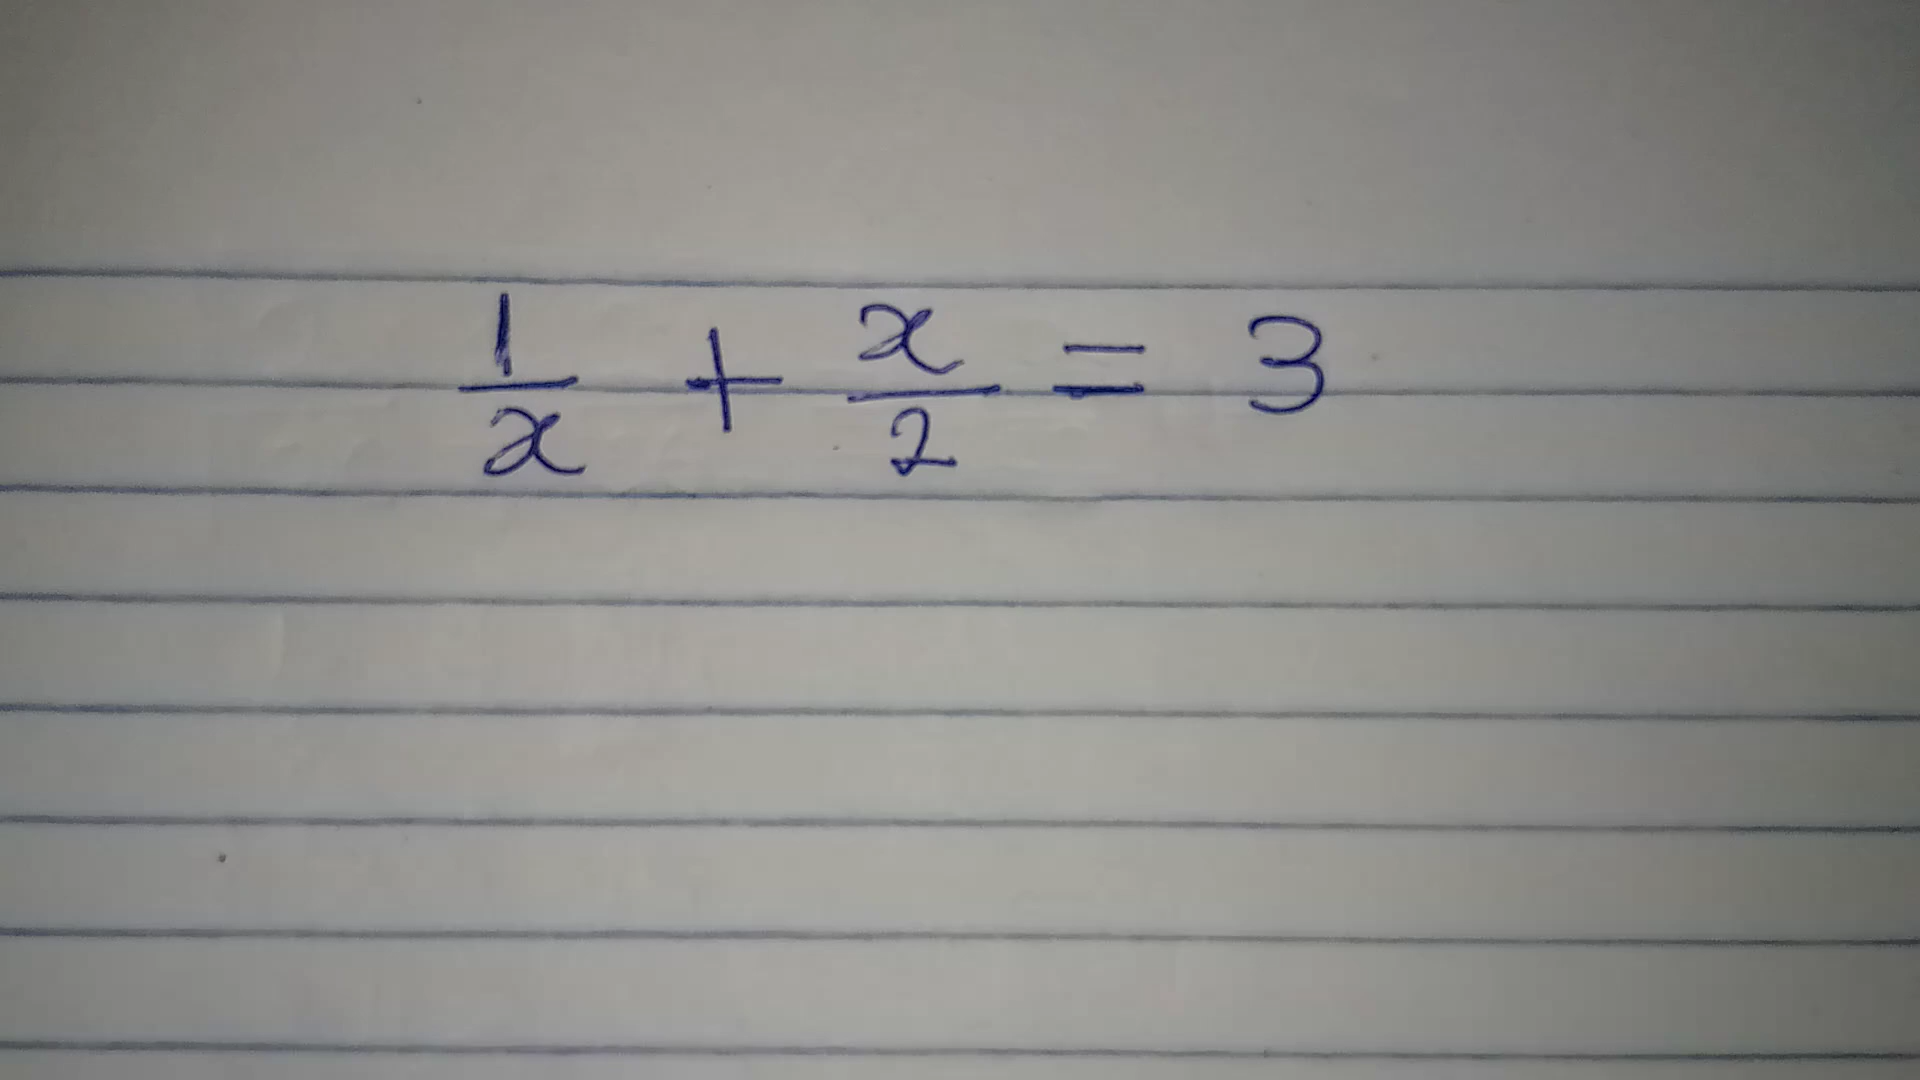 1/x + x/2 = 3